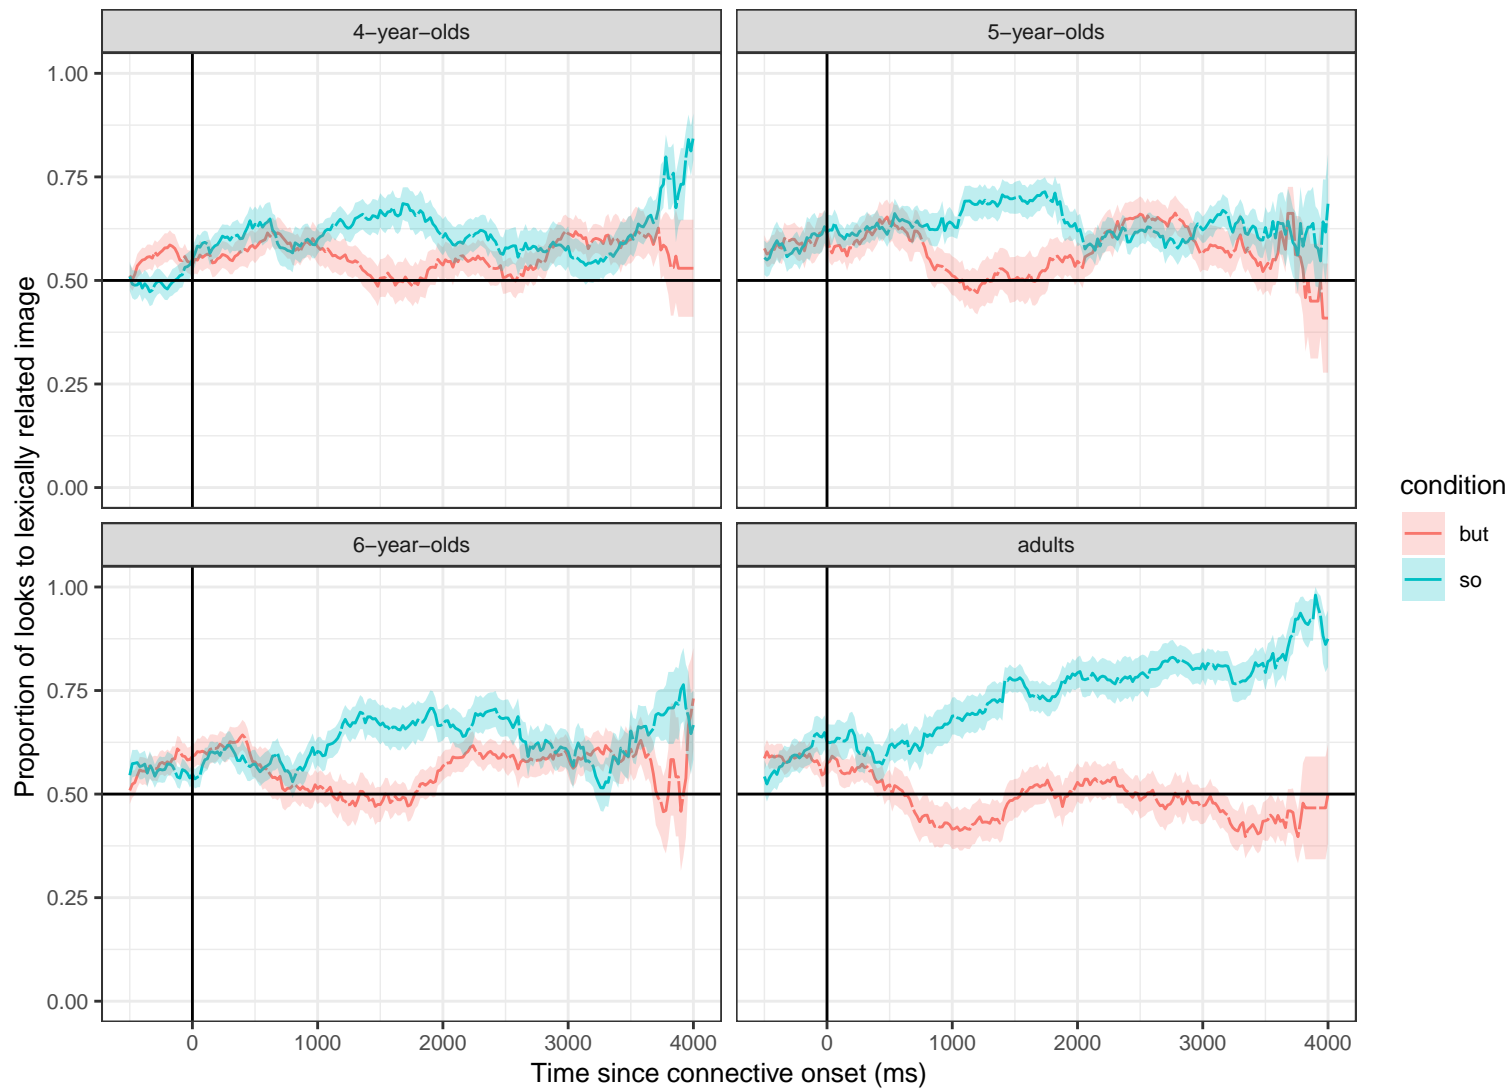 4−year−olds
5−year−olds
1.00
0.75
0.50
0.25
0.00
6−year−olds
adults
1.00
0.75
0.50
0.25
0.00
0
1000
2000
3000
4000
0
1000
2000
3000
4000
Time since connective onset (ms)
Proportion of looks to lexically related image
condition
but
so